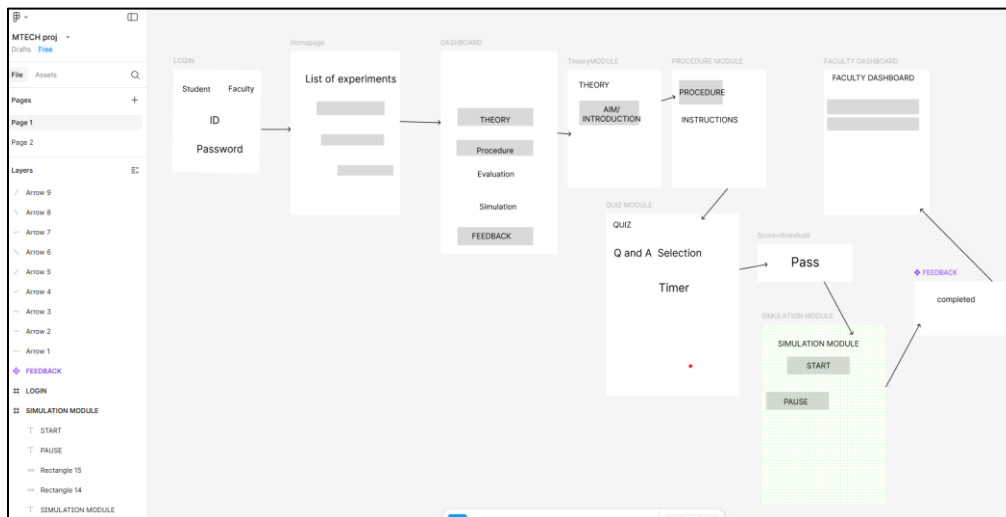 MTECH proj
Drafts Free
File Assets
Pages
Page 1
Page 2
Layers
Arrow 9
Arrow 8
Arrow 7
Arrow 6
Arrow 5
Arrow 4
Arrow 3
Arrow 2
Arrow 1
FEEDBACK
LOGIN
SIMULATION MODULE
START
PAUSE
Rectangle 15
Rectangle 14
SIMULATION MODULE
LOGIN
Student Faculty
ID
Password
Homepage
List of experiments
DASHBOARD
THEORY
Procedure
Evaluation
Simulation
FEEDBACK
TheoryMODULE
THEORY
AIM/
INTRODUCTION
PROCEDURE MODULE
PROCEDURE
INSTRUCTIONS
QUIZ MODULE
QUIZ
Q and A Selection
Timer
Score>threshold
Pass
SIMULATION MODULE
SIMULATION MODULE
START
PAUSE
FEEDBACK
completed
FACULTY DASHBOARD
FACULTY DASHBOARD